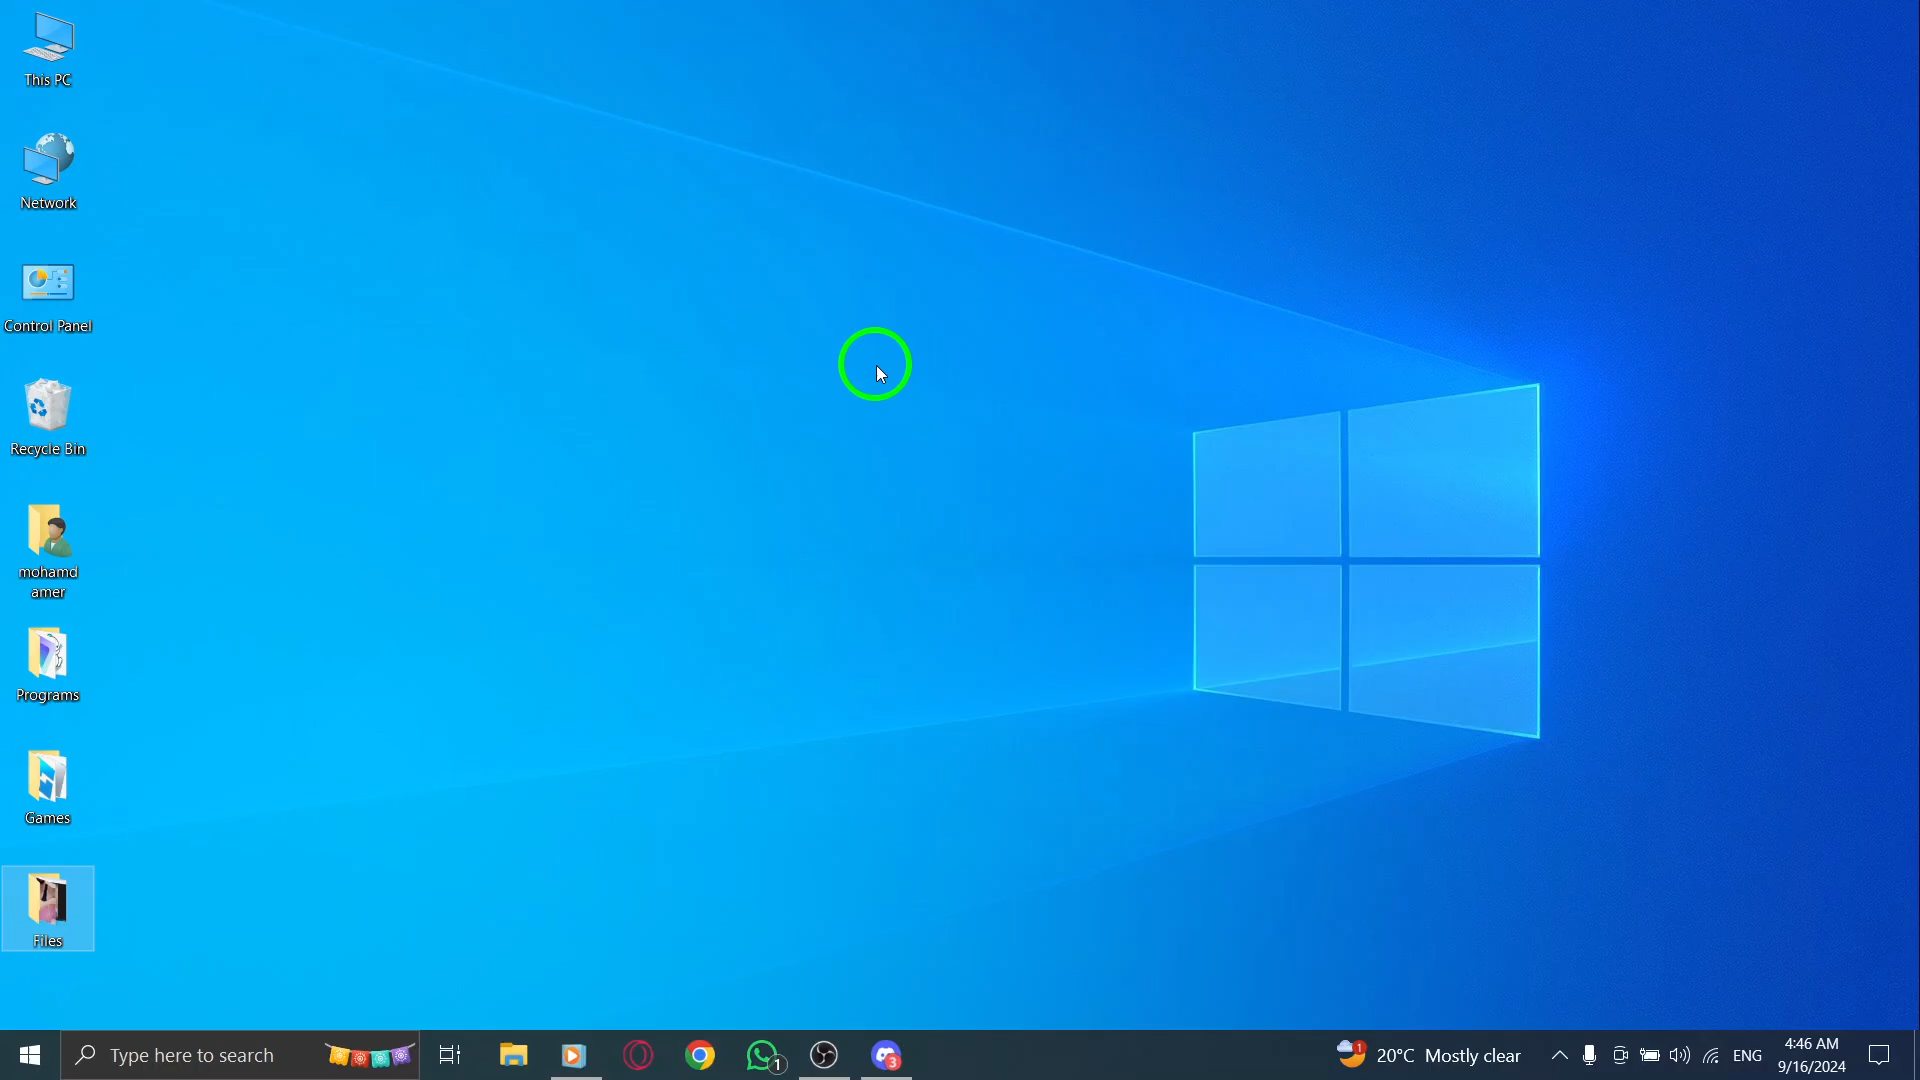 This PC
Network
Control Panel
Recycle Bin
mohamd
amer
Programs
Games
Files
Type here to search
1
3
1
20°C Mostly clear
ENG
4:46 AM
9/16/2024